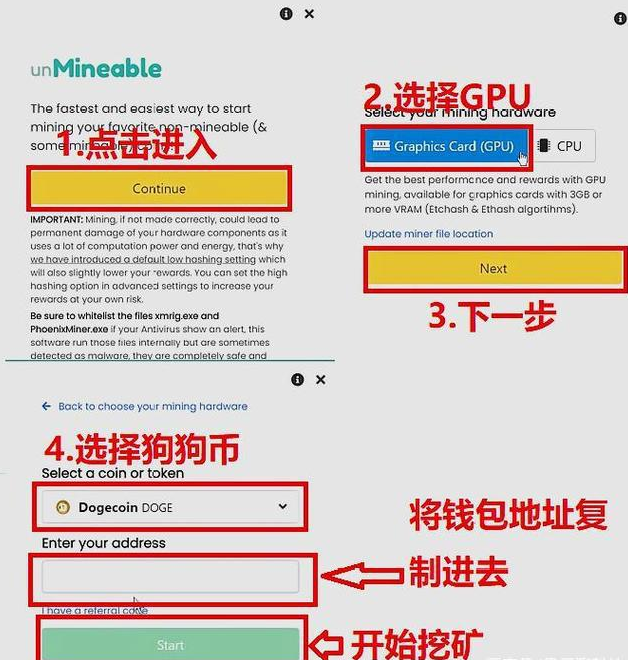 unMineable
The fastest and easiest way to start
mining your favorite non-mineable (&
some mineable)
1.点击进入
Continue
IMPORTANT: Mining, if not made correctly, could lead to
permanent damage of your hardware components as it
uses a lot of computation power and energy, that's why
we have introduced a default low hashing setting which
will also slightly lower your rewards. You can set the high
hashing option in advanced settings to increase your
rewards at your own risk.
Be sure to whitelist the files xmrig.exe and
PhoenixMiner.exe if your Antivirus show an alert, this
software run those files internally but are sometimes
detected as malware, they are completely safe and
2.选择GPU
Select your mining hardware
Graphics Card (GPU)
CPU
Get the best performance and rewards with GPU
mining, available for graphics cards with 3GB or
more VRAM (Etchash & Ethash algortihms).
Update miner file location
Next
3.下一步
Back to choose your mining hardware
4.选择狗狗币
Select a coin or token
Dogecoin DOGE
Enter your address
将钱包地址复
制进去
I have a referral code
Start
开始挖矿